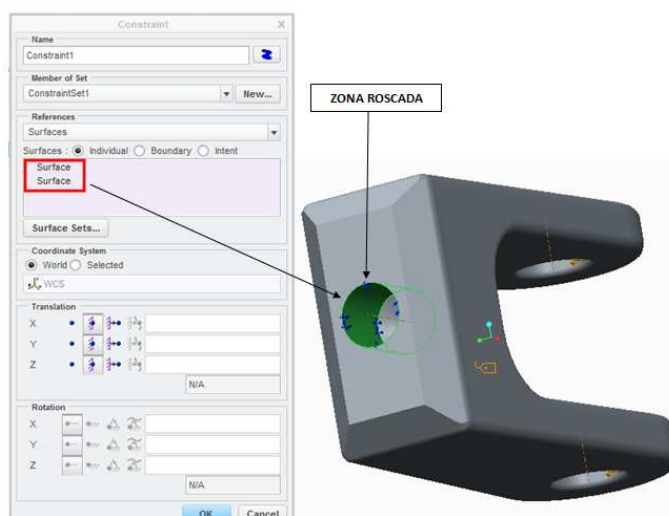 Constraint
Name
Constraint1
Member of Set
ConstraintSet1
New...
References
Surfaces
Surfaces : Individual Boundary Intent
Surface
Surface
Surface Sets...
Coordinate System
World Selected
WCS
Translation
X
Y
Z
N/A
Rotation
X
Y
Z
N/A
OK Cancel
ZONA ROSCADA